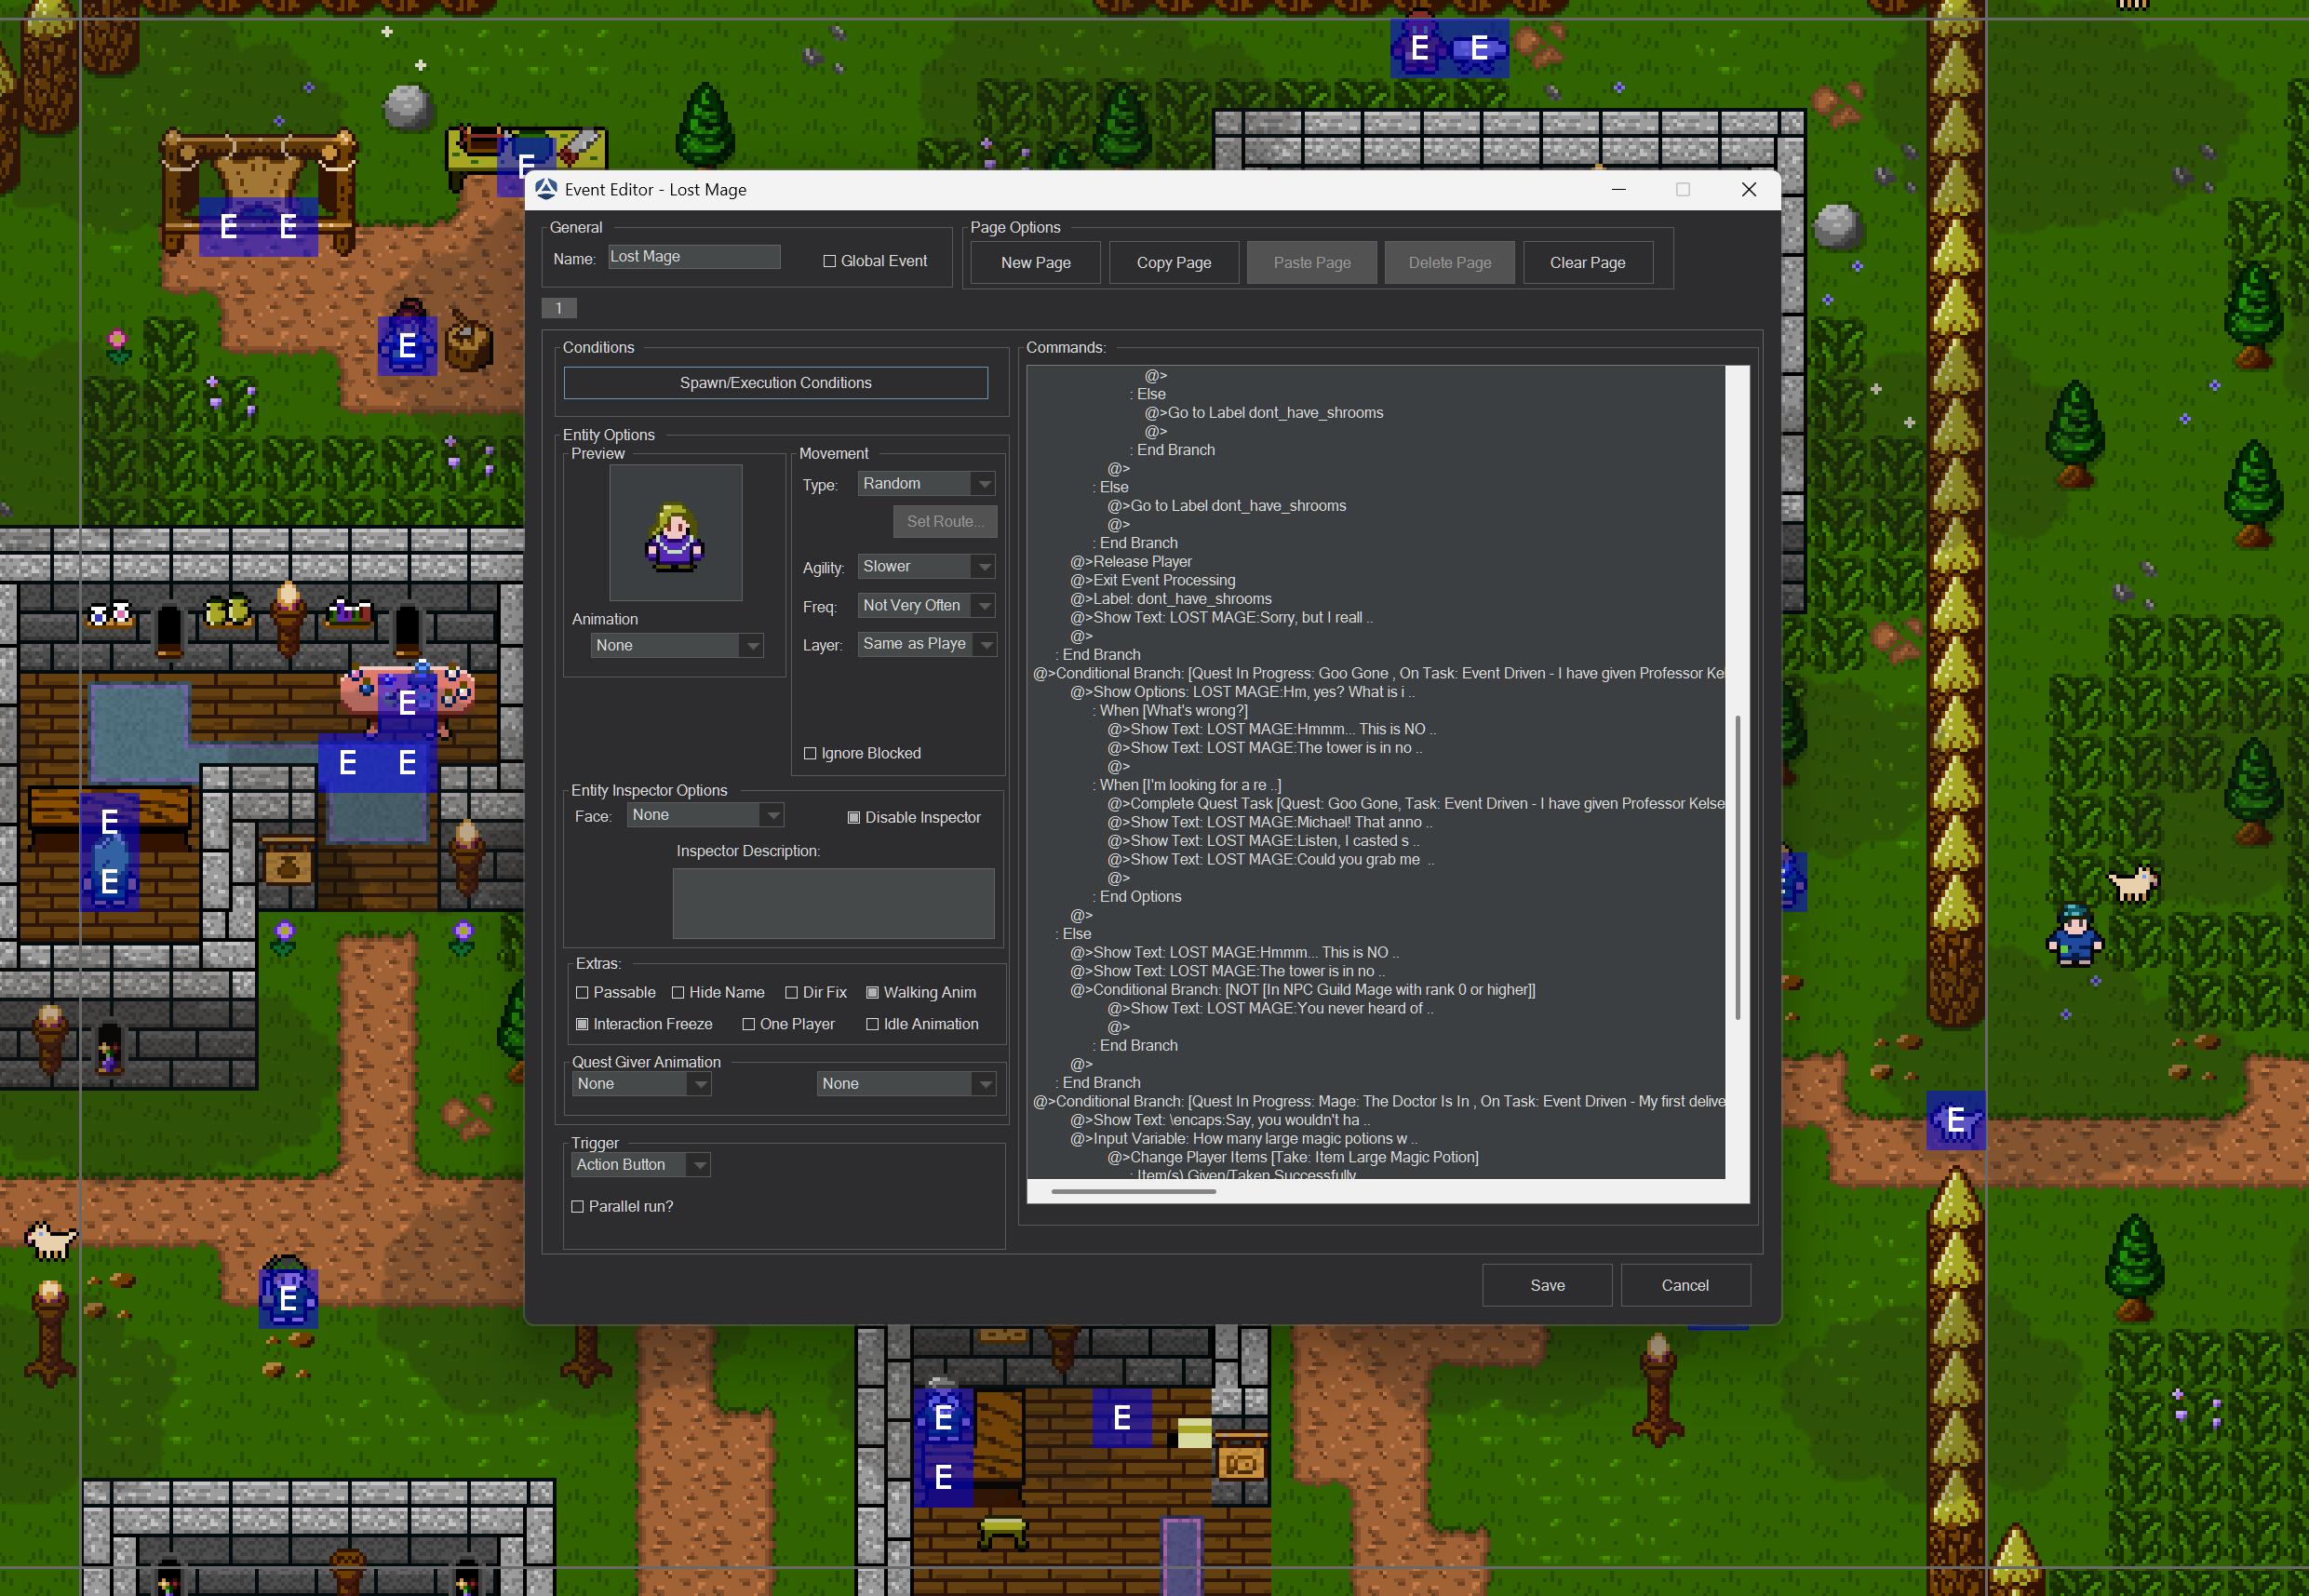 E E
E
Event Editor - Lost Mage
E E
General
Name: Lost Mage
Global Event
Page Options
New Page
Copy Page
Paste Page
Delete Page
Clear Page
1
E
Conditions
Spawn/Execution Conditions
Entity Options
Preview
Animation
None
Movement
Type: Random
Set Route...
Agility: Slower
Freq: Not Very Often
Layer: Same as Playe
Ignore Blocked
Entity Inspector Options
Face: None
Disable Inspector
Inspector Description:
Extras:
Passable
Hide Name
Dir Fix
Walking Anim
Interaction Freeze
One Player
Idle Animation
Quest Giver Animation
None
None
Trigger
Action Button
Parallel run?
Commands:
@>
: Else
@>Go to Label dont_have_shrooms
@>
: End Branch
@>
: Else
@>Go to Label dont_have_shrooms
@>
: End Branch
@>Release Player
@>Exit Event Processing
@>Label: dont_have_shrooms
@>Show Text: LOST MAGE:Sorry, but I reall ..
@>
: End Branch
@>Conditional Branch: [Quest In Progress: Goo Gone , On Task: Event Driven - I have given Professor Ke
@>Show Options: LOST MAGE:Hm, yes? What is i ..
: When [What's wrong?]
@>Show Text: LOST MAGE:Hmmm... This is NO ..
@>Show Text: LOST MAGE:The tower is in no ..
@>
: When [I'm looking for a re ..]
@>Complete Quest Task [Quest: Goo Gone, Task: Event Driven - I have given Professor Kelse
@>Show Text: LOST MAGE:Michael! That anno ..
@>Show Text: LOST MAGE:Listen, I casted s ..
@>Show Text: LOST MAGE:Could you grab me  ..
@>
: End Options
@>
: Else
@>Show Text: LOST MAGE:Hmmm... This is NO ..
@>Show Text: LOST MAGE:The tower is in no ..
@>Conditional Branch: [NOT [In NPC Guild Mage with rank 0 or higher]]
@>Show Text: LOST MAGE:You never heard of ..
@>
: End Branch
@>
: End Branch
@>Conditional Branch: [Quest In Progress: Mage: The Doctor Is In , On Task: Event Driven - My first delive
@>Show Text: \encaps:Say, you wouldn't ha ..
@>Input Variable: How many large magic potions w ..
@>Change Player Items [Take: Item Large Magic Potion]
: Item(s) Given/Taken Successfully
Save
Cancel
E
E E
E
E
E
E
E E
E